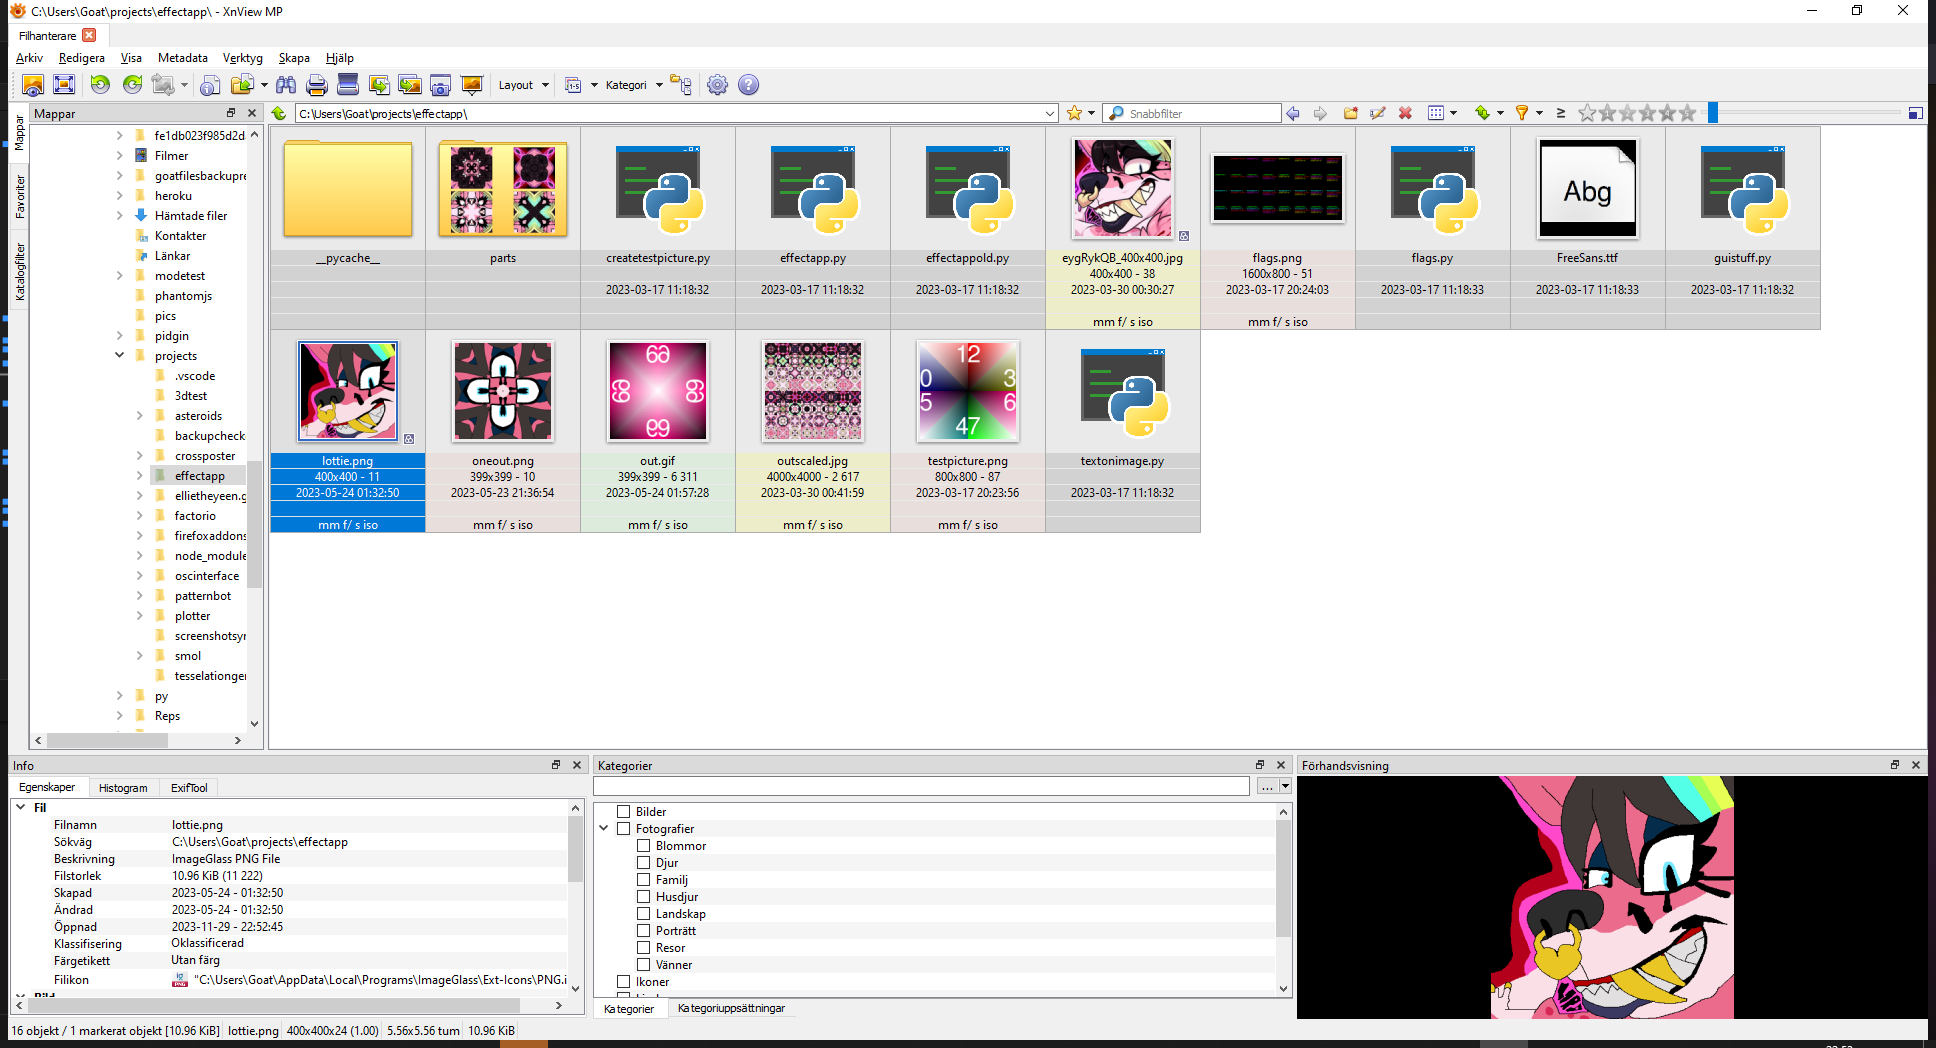 C:\Users\Goat\projects\effectapp\ - XnView MP
Filhanterare
Arkiv Redigera Visa Metadata Verktyg Skapa Hjälp
Layout Kategori
Mappar C:\Users\Goat\projects\effectapp\ Snabbfilter
Mappar
Favoriter
Katalogfilter
fe1db023f985d2d
Filmer
goatfilesbackupre
heroku
Hämtade filer
Kontakter
Länkar
modetest
phantomjs
pics
pidgin
projects
.vscode
3dtest
asteroids
backupcheck
crossposter
effectapp
ellietheyeen.g
factorio
firefoxaddons
node_module
oscinterface
patternbot
plotter
screenshotsyr
smol
tesselationger
py
Reps
Abg
__pycache__ parts createtestpicture.py effectapp.py effectappold.py eygRykQB_400x400.jpg flags.png flags.py FreeSans.ttf guistuff.py
400x400 - 38 1600x800 - 51
2023-03-17 11:18:32 2023-03-17 11:18:32 2023-03-17 11:18:32 2023-03-30 00:30:27 2023-03-17 20:24:03 2023-03-17 11:18:33 2023-03-17 11:18:33 2023-03-17 11:18:32
mm f/ s iso mm f/ s iso
12
0 3
5 6
47
lottie.png oneout.png out.gif outscaled.jpg testpicture.png textonimage.py
400x400 - 11 399x399 - 10 399x399 - 6 311 4000x4000 - 2 617 800x800 - 87
2023-05-24 01:32:50 2023-05-23 21:36:54 2023-05-24 01:57:28 2023-03-30 00:41:59 2023-03-17 20:23:56 2023-03-17 11:18:32
mm f/ s iso mm f/ s iso mm f/ s iso mm f/ s iso mm f/ s iso
Info
Egenskaper Histogram ExifTool
Fil
Filnamn lottie.png
Sökväg C:\Users\Goat\projects\effectapp
Beskrivning ImageGlass PNG File
Filstorlek 10.96 KiB (11 222)
Skapad 2023-05-24 - 01:32:50
Ändrad 2023-05-24 - 01:32:50
Öppnad 2023-11-29 - 22:52:45
Klassifisering Oklassificerad
Färgetikett Utan färg
Filikon "C:\Users\Goat\AppData\Local\Programs\ImageGlass\Ext-Icons\PNG.i
Bild
Kategorier
...
Bilder
Fotografier
Blommor
Djur
Familj
Husdjur
Landskap
Porträtt
Resor
Vänner
Ikoner
Kategorier Kategoriuppsättningar
Förhandsvisning
16 objekt / 1 markerat objekt [10.96 KiB] lottie.png 400x400x24 (1.00) 5.56x5.56 tum 10.96 KiB